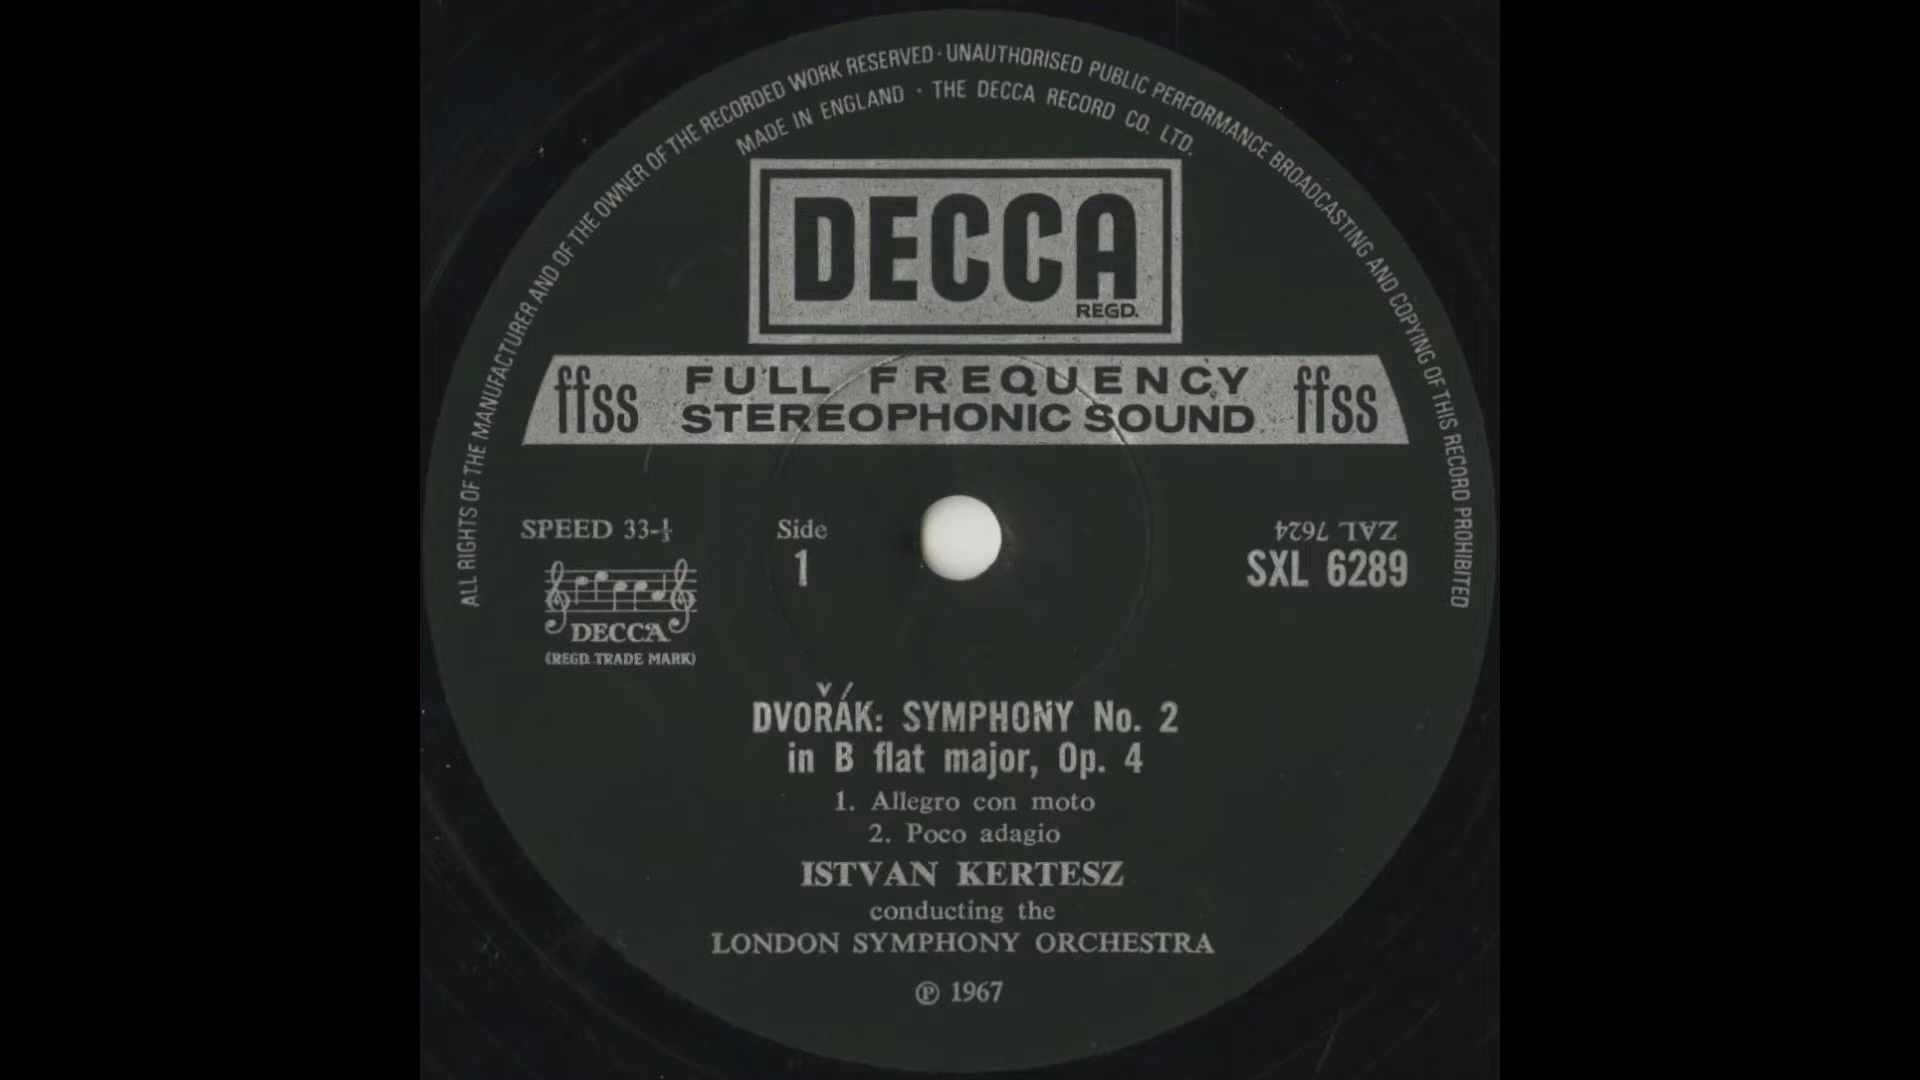 ALL RIGHTS OF THE MANUFACTURER AND OF THE OWNER OF THE RECORDED WORK RESERVED · UNAUTHORISED PUBLIC PERFORMANCE BROADCASTING AND COPYING OF THIS RECORD PROHIBITED
MADE IN ENGLAND · THE DECCA RECORD CO. LTD.
DECCA
REGD.
ffss FULL FREQUENCY ffss
STEREOPHONIC SOUND
SPEED 33-⅓
Side
1
ZAL 7624
SXL 6289
DECCA
(REGD. TRADE MARK)
DVOŘÁK: SYMPHONY No. 2
in B flat major, Op. 4
1. Allegro con moto
2. Poco adagio
ISTVAN KERTESZ
conducting the
LONDON SYMPHONY ORCHESTRA
℗ 1967